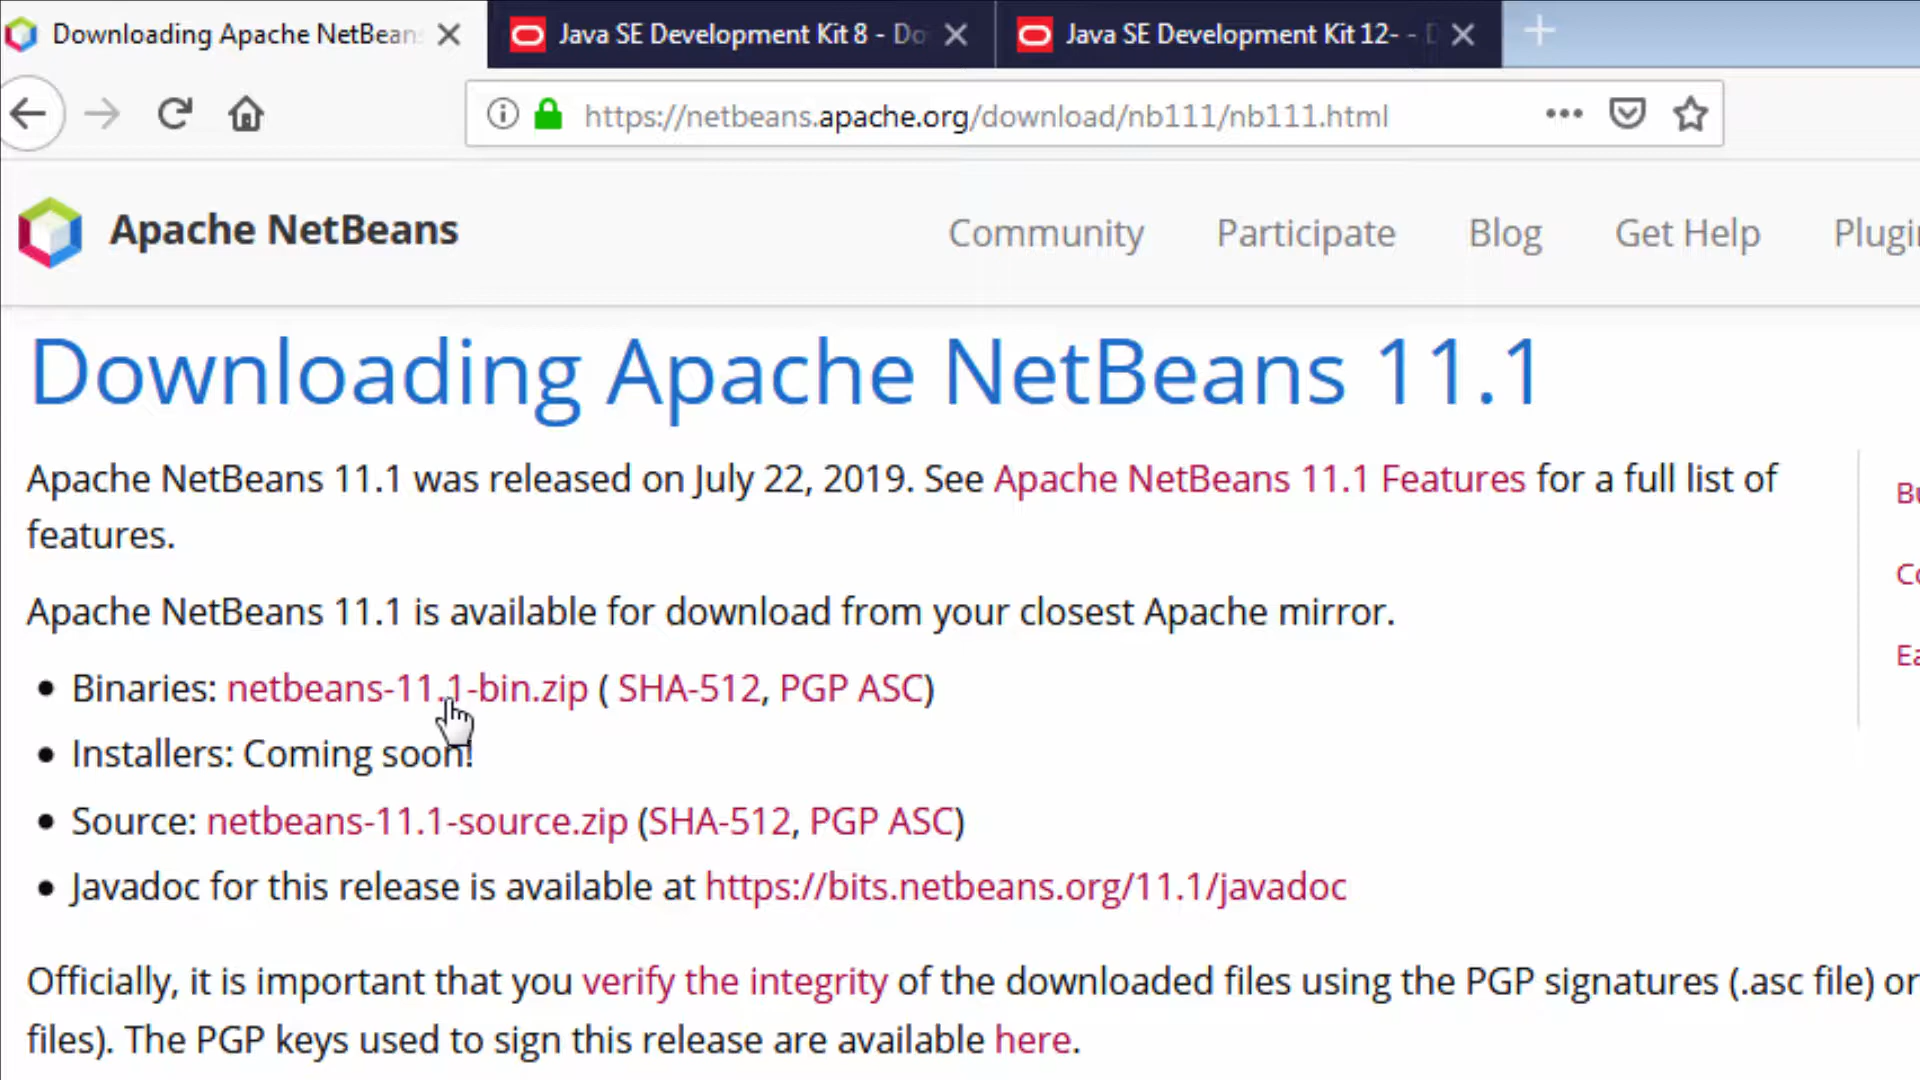 Downloading Apache NetBean
Java SE Development Kit 8 - Do
Java SE Development Kit 12- - D
https://netbeans.apache.org/download/nb111/nb111.html
Apache NetBeans
Community
Participate
Blog
Get Help
Plugi
Downloading Apache NetBeans 11.1
Apache NetBeans 11.1 was released on July 22, 2019. See Apache NetBeans 11.1 Features for a full list of
features.
Apache NetBeans 11.1 is available for download from your closest Apache mirror.
• Binaries: netbeans-11.1-bin.zip ( SHA-512, PGP ASC)
• Installers: Coming soon!
• Source: netbeans-11.1-source.zip (SHA-512, PGP ASC)
• Javadoc for this release is available at https://bits.netbeans.org/11.1/javadoc
Officially, it is important that you verify the integrity of the downloaded files using the PGP signatures (.asc file) or
files). The PGP keys used to sign this release are available here.
Bu
Co
Ea